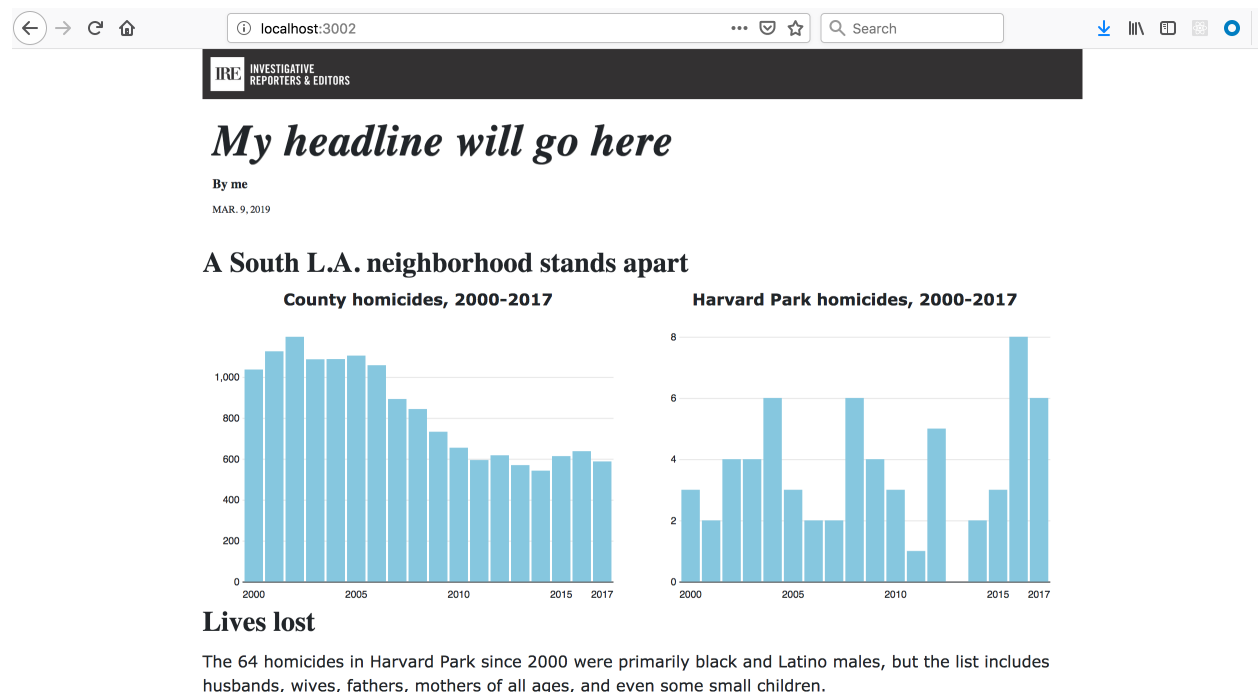 localhost:3002
Search
IRE INVESTIGATIVE
REPORTERS & EDITORS
My headline will go here
By me
MAR. 9, 2019
A South L.A. neighborhood stands apart
County homicides, 2000-2017
1,000
800
600
400
200
0
2000 2005 2010 2015 2017
Harvard Park homicides, 2000-2017
8
6
4
2
0
2000 2005 2010 2015 2017
Lives lost
The 64 homicides in Harvard Park since 2000 were primarily black and Latino males, but the list includes
husbands, wives, fathers, mothers of all ages, and even some small children.